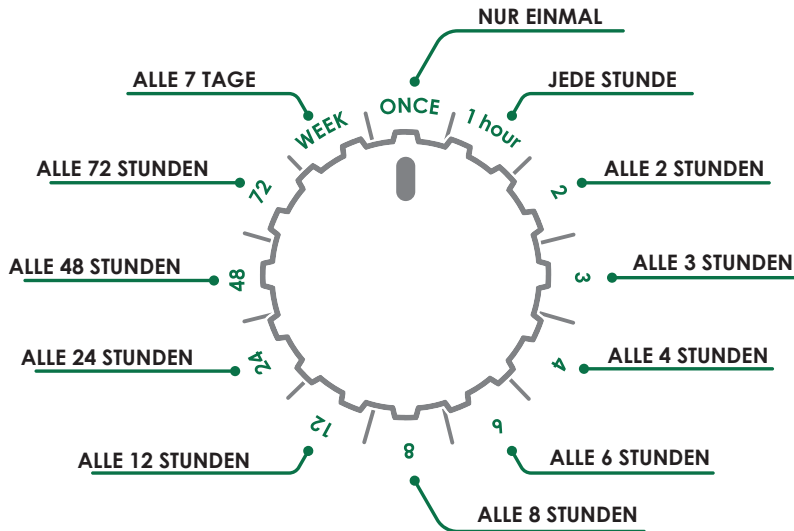 NUR EINMAL
ALLE 7 TAGE
JEDE STUNDE
ONCE
WEEK
1 hour
ALLE 72 STUNDEN
72
2
ALLE 2 STUNDEN
ALLE 48 STUNDEN
48
3
ALLE 3 STUNDEN
ALLE 24 STUNDEN
24
4
ALLE 4 STUNDEN
12
6
ALLE 12 STUNDEN
8
ALLE 6 STUNDEN
ALLE 8 STUNDEN